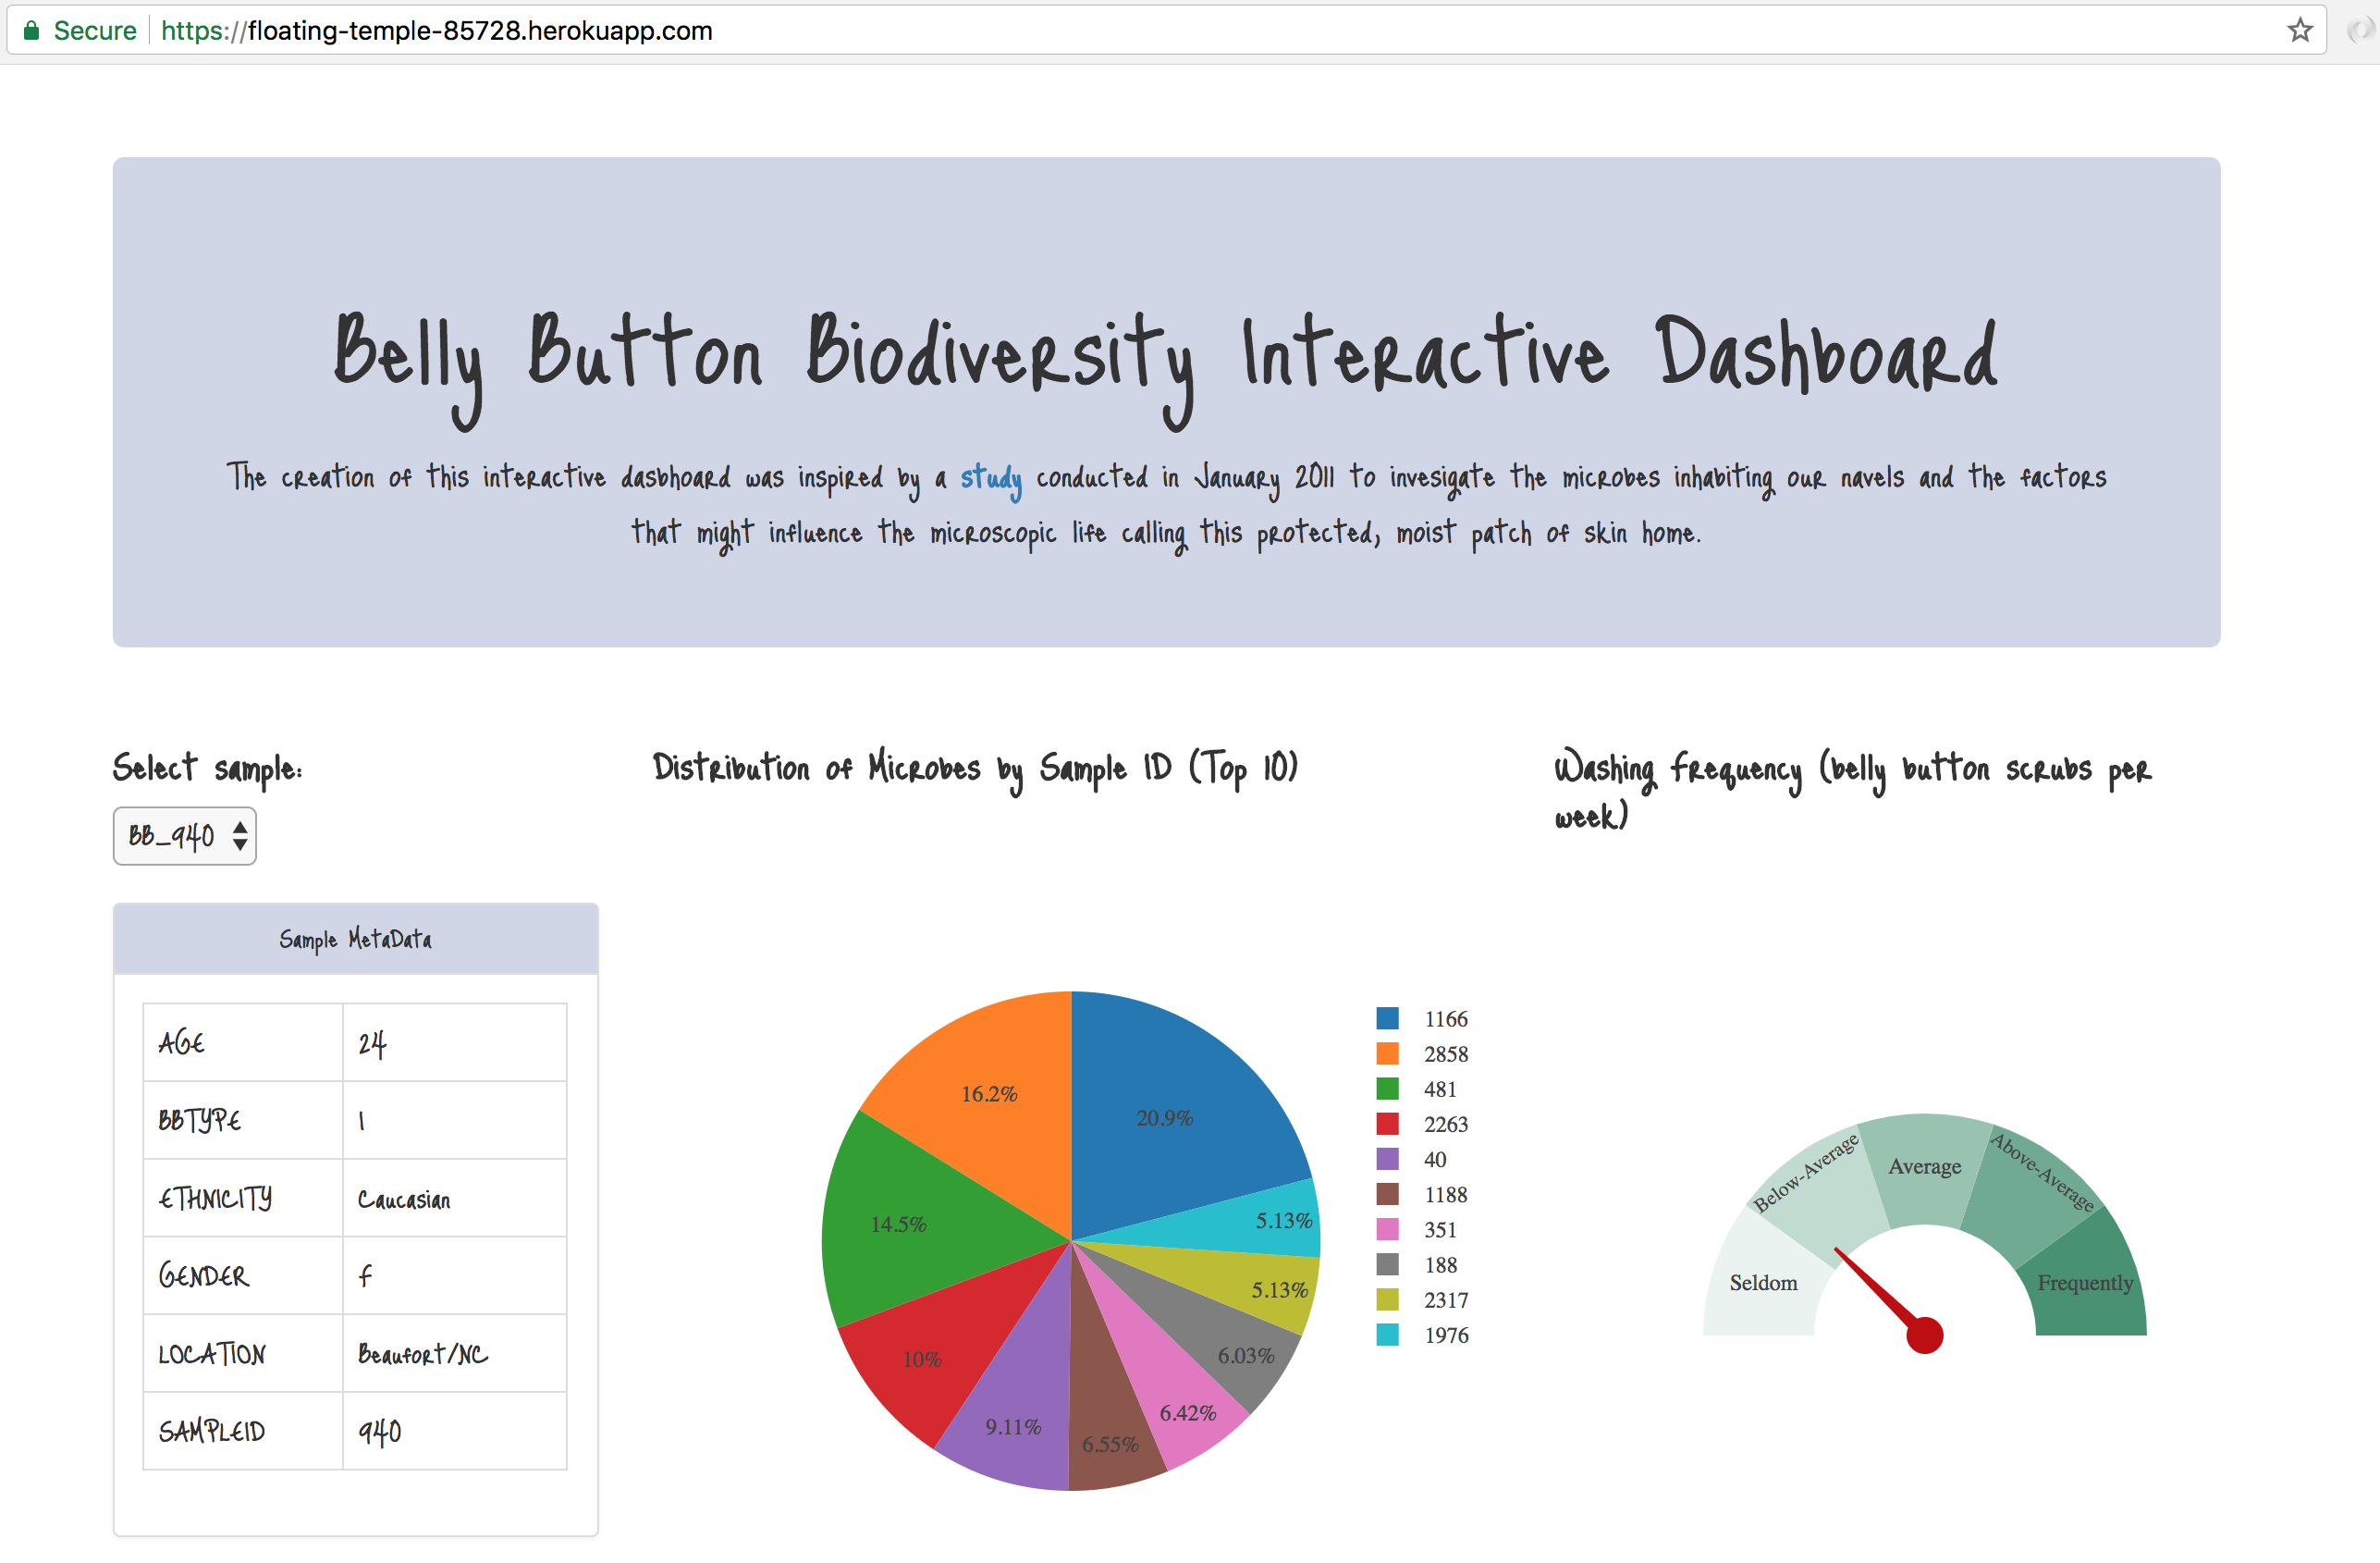 Secure https://floating-temple-85728.herokuapp.com
Belly Button Biodiversity Interactive Dashboard
The creation of this interactive dasbhoard was inspired by a study conducted in January 2011 to invesigate the microbes inhabiting our navels and the factors
that might influence the microscopic life calling this protected, moist patch of skin home.
Select sample:
BB_940
Sample MetaData
AGE 24
BBTYPE I
ETHNICITY Caucasian
GENDER F
LOCATION Beaufort/NC
SAMPLEID 940
Distribution of Microbes by Sample ID (Top 10)
20.9%
16.2%
14.5%
10%
9.11%
6.55%
6.42%
6.03%
5.13%
5.13%
1166
2858
481
2263
40
1188
351
188
2317
1976
Washing Frequency (belly button scrubs per
week)
Seldom
Below-Average
Average
Above-Average
Frequently